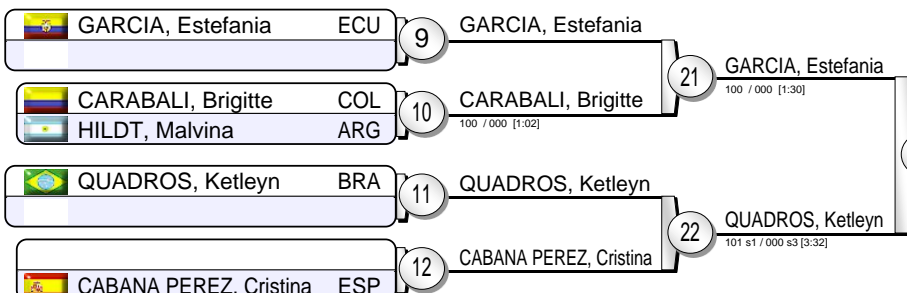 GARCIA, Estefania ECU
9
GARCIA, Estefania
21
GARCIA, Estefania
100 / 000 [1:30]
CARABALI, Brigitte COL
HILDT, Malvina ARG
10
CARABALI, Brigitte
100 / 000 [1:02]
QUADROS, Ketleyn BRA
11
QUADROS, Ketleyn
22
QUADROS, Ketleyn
101 s1 / 000 s3 [3:32]
CABANA PEREZ, Cristina ESP
12
CABANA PEREZ, Cristina